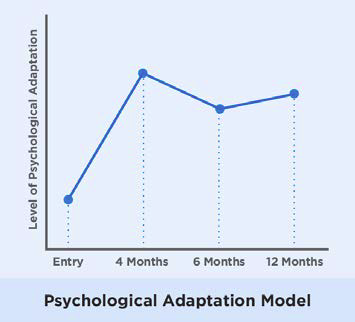 Level of Psychological Adaptation
Entry
4 Months
6 Months
12 Months
Psychological Adaptation Model